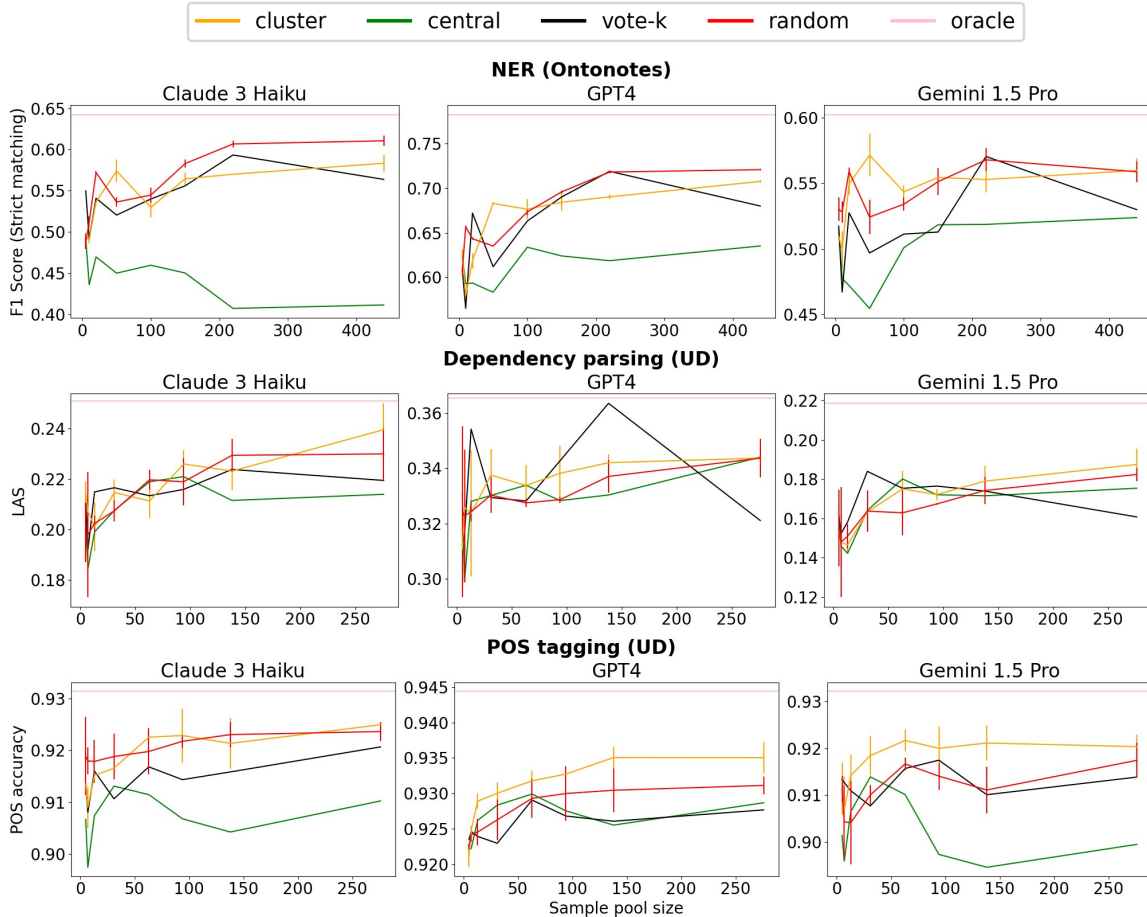 cluster central vote-k random oracle
NER (Ontonotes)
Claude 3 Haiku GPT4 Gemini 1.5 Pro
F1 Score (Strict matching)
0.65
0.60
0.55
0.50
0.45
0.40
0 100 200 300 400
0.75
0.70
0.65
0.60
0 100 200 300 400
0.60
0.55
0.50
0.45
0 100 200 300 400
Dependency parsing (UD)
Claude 3 Haiku GPT4 Gemini 1.5 Pro
LAS
0.24
0.22
0.20
0.18
0 50 100 150 200 250
0.36
0.34
0.32
0.30
0 50 100 150 200 250
0.22
0.20
0.18
0.16
0.14
0.12
0 50 100 150 200 250
POS tagging (UD)
Claude 3 Haiku GPT4 Gemini 1.5 Pro
POS accuracy
0.93
0.92
0.91
0.90
0 50 100 150 200 250
0.945
0.940
0.935
0.930
0.925
0.920
0 50 100 150 200 250
0.93
0.92
0.91
0.90
0 50 100 150 200 250
Sample pool size